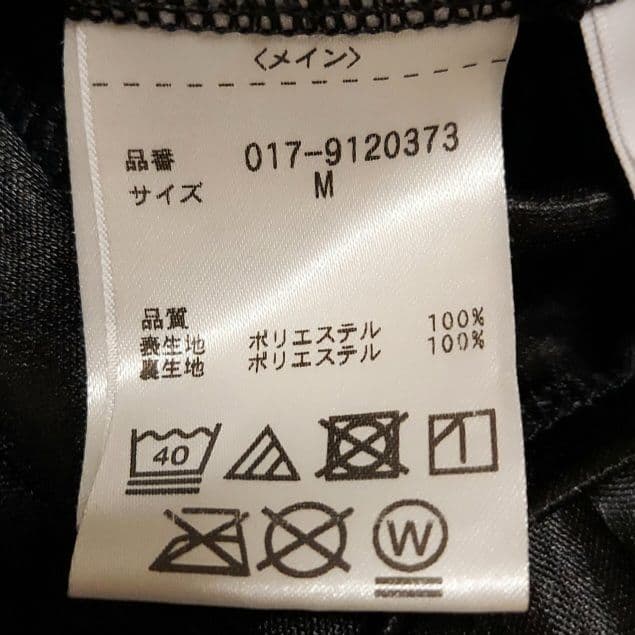 〈メイン〉
品番 017-9120373
サイズ M
品質
表生地 ポリエステル 100%
裏生地 ポリエステル 100%
40
W